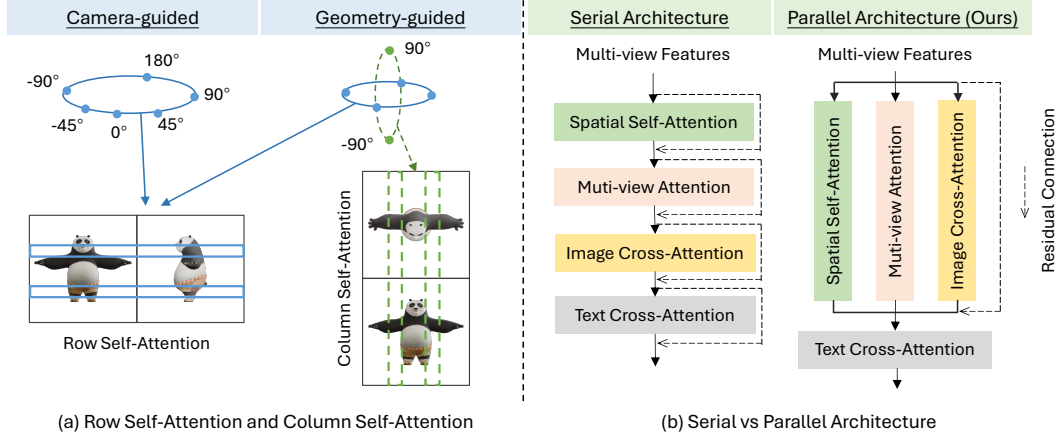 Camera-guided
Geometry-guided
180°
-90°
90°
-45°
0°
45°
90°
-90°
Row Self-Attention
Column Self-Attention
(a) Row Self-Attention and Column Self-Attention
Serial Architecture
Parallel Architecture (Ours)
Multi-view Features
Spatial Self-Attention
Muti-view Attention
Image Cross-Attention
Text Cross-Attention
Multi-view Features
Spatial Self-Attention
Muti-view Attention
Image Cross-Attention
Text Cross-Attention
Residual Connection
(b) Serial vs Parallel Architecture